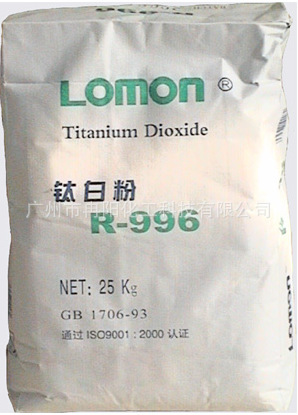 Lomon®
Titanium Dioxide
钛白粉
R-996
NET: 25 Kg
GB 1706-93
通过 ISO9001:2000 认证